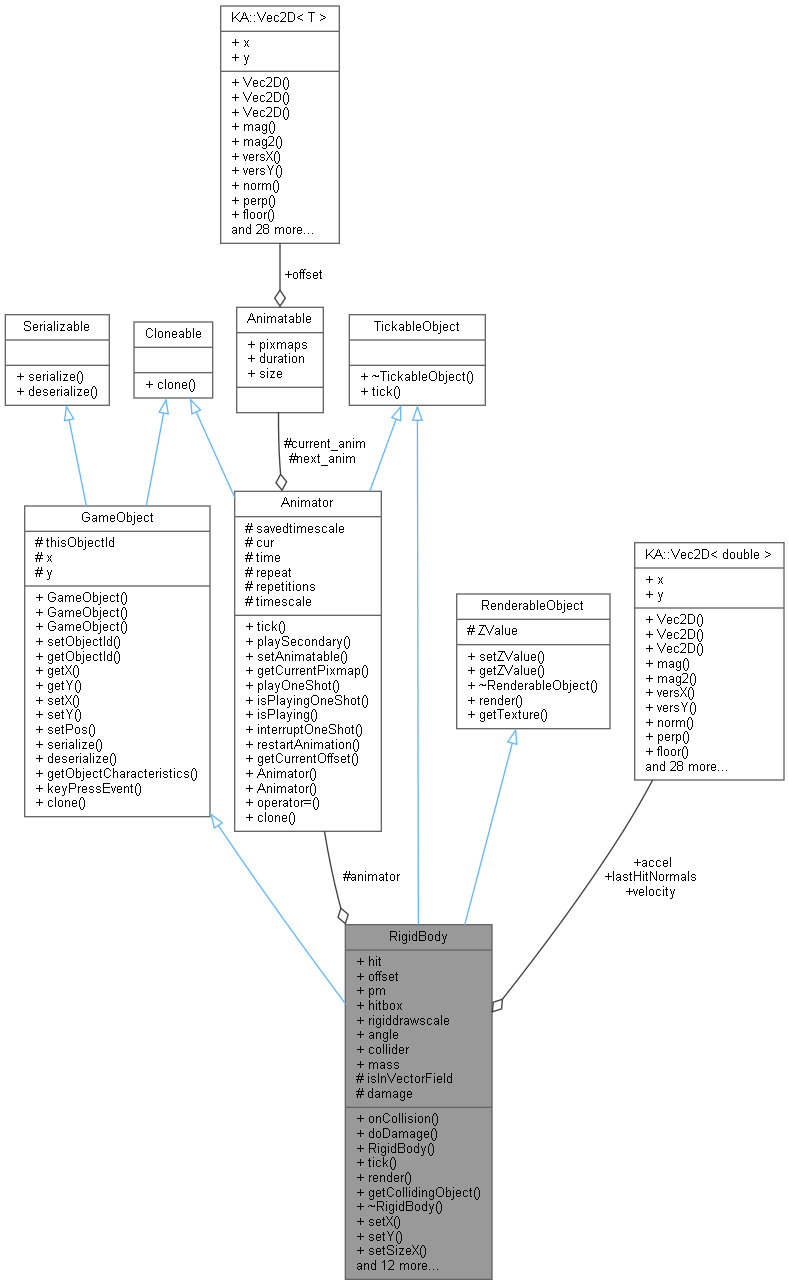 KA::Vec2D< T >
+ x
+ y
+ Vec2D()
+ Vec2D()
+ Vec2D()
+ mag()
+ mag2()
+ versX()
+ versY()
+ norm()
+ perp()
+ floor()
and 28 more...
+offset
Serializable
+ serialize()
+ deserialize()
Cloneable
+ clone()
Animatable
+ pixmaps
+ duration
+ size
TickableObject
+ ~TickableObject()
+ tick()
#current_anim
#next_anim
GameObject
# thisObjectId
# x
# y
+ GameObject()
+ GameObject()
+ GameObject()
+ setObjectId()
+ getObjectId()
+ getX()
+ getY()
+ setX()
+ setY()
+ setPos()
+ serialize()
+ deserialize()
+ getObjectCharacteristics()
+ keyPressEvent()
+ clone()
Animator
# savedtimescale
# cur
# time
# repeat
# repetitions
# timescale
+ tick()
+ playSecondary()
+ setAnimatable()
+ getCurrentPixmap()
+ playOneShot()
+ isPlayingOneShot()
+ isPlaying()
+ interruptOneShot()
+ restartAnimation()
+ getCurrentOffset()
+ Animator()
+ Animator()
+ operator=()
+ clone()
RenderableObject
# ZValue
+ setZValue()
+ getZValue()
+ ~RenderableObject()
+ render()
+ getTexture()
KA::Vec2D< double >
+ x
+ y
+ Vec2D()
+ Vec2D()
+ Vec2D()
+ mag()
+ mag2()
+ versX()
+ versY()
+ norm()
+ perp()
+ floor()
and 28 more...
#animator
+accel
+lastHitNormals
+velocity
RigidBody
+ hit
+ offset
+ pm
+ hitbox
+ rigiddrawscale
+ angle
+ collider
+ mass
# isInVectorField
# damage
+ onCollision()
+ doDamage()
+ RigidBody()
+ tick()
+ render()
+ getCollidingObject()
+ ~RigidBody()
+ setX()
+ setY()
+ setSizeX()
and 12 more...